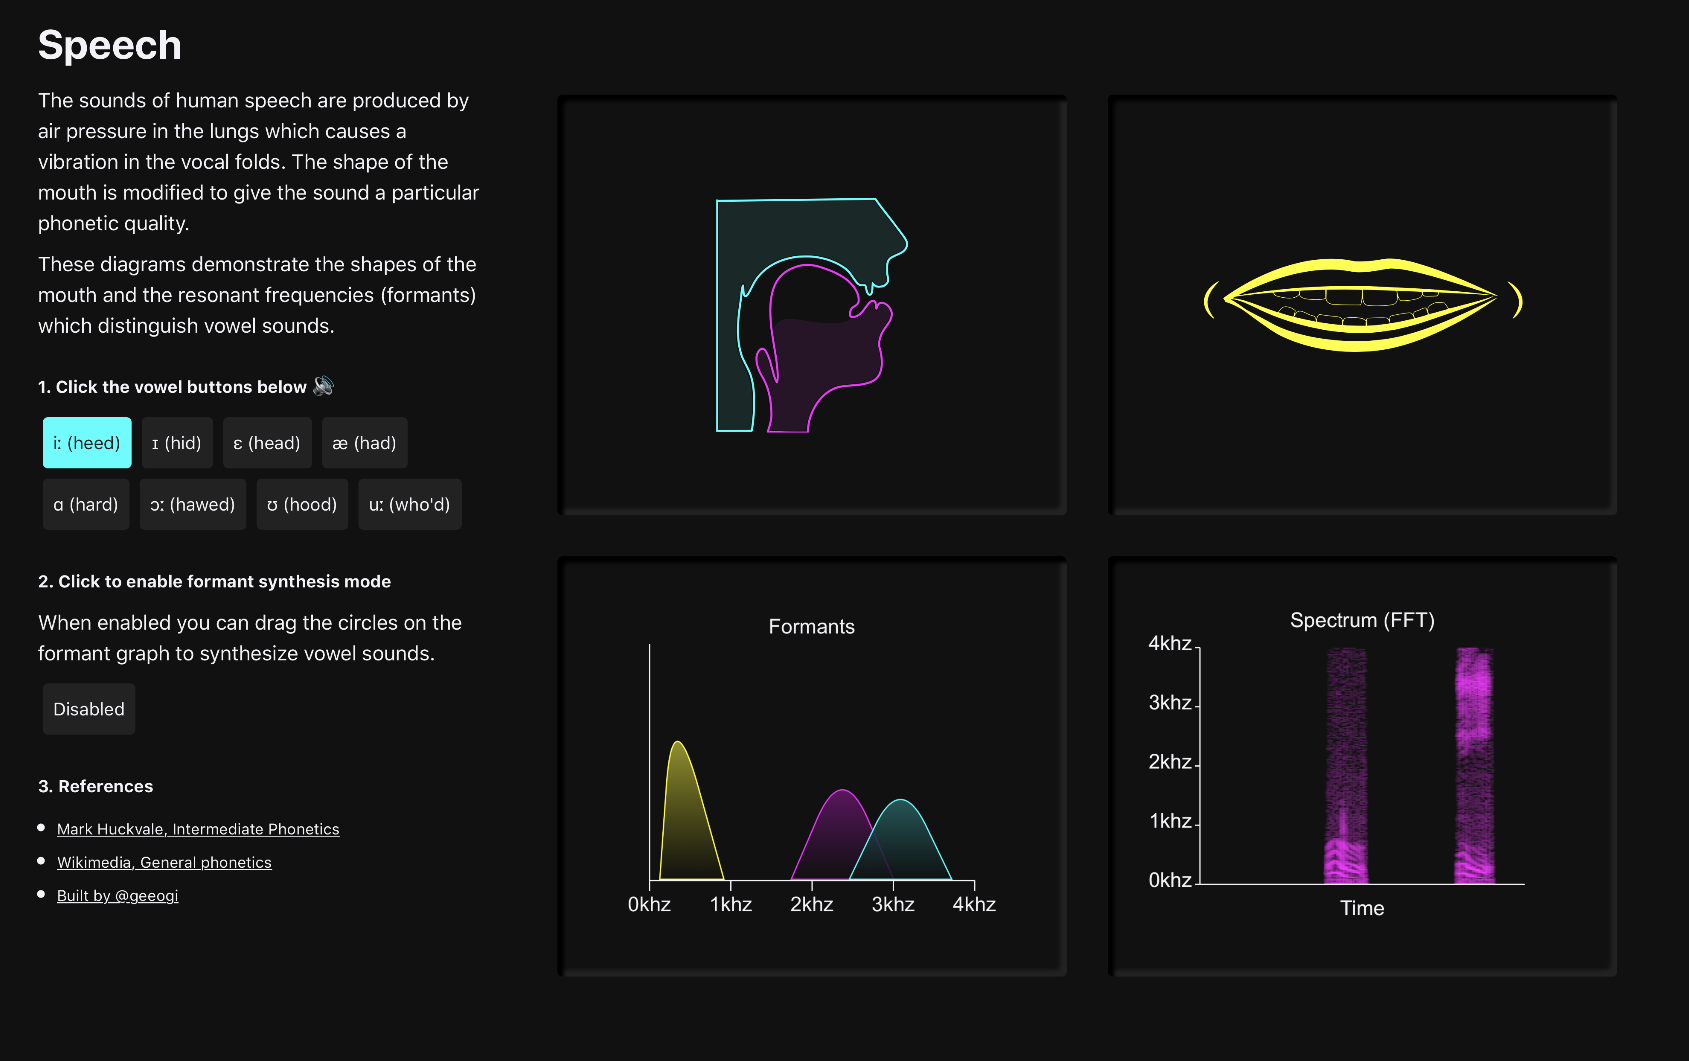 Speech
The sounds of human speech are produced by
air pressure in the lungs which causes a
vibration in the vocal folds. The shape of the
mouth is modified to give the sound a particular
phonetic quality.
These diagrams demonstrate the shapes of the
mouth and the resonant frequencies (formants)
which distinguish vowel sounds.
1. Click the vowel buttons below 🔊
iː (heed) ɪ (hid) ɛ (head) æ (had)
ɑ (hard) ɔː (hawed) ʊ (hood) uː (who'd)
2. Click to enable formant synthesis mode
When enabled you can drag the circles on the
formant graph to synthesize vowel sounds.
Disabled
3. References
• Mark Huckvale, Intermediate Phonetics
• Wikimedia, General phonetics
• Built by @geeogi
Formants
0khz 1khz 2khz 3khz 4khz
Spectrum (FFT)
4khz
3khz
2khz
1khz
0khz
Time